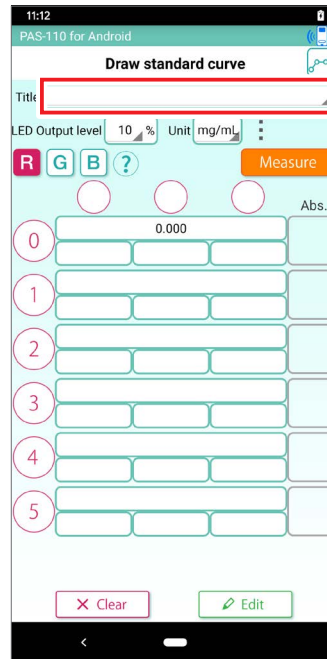 11:12
PAS-110 for Android
Draw standard curve
Title
LED Output level 10 % Unit mg/mL
R G B ? Measure
Abs.
0 0.000
1
2
3
4
5
× Clear Edit